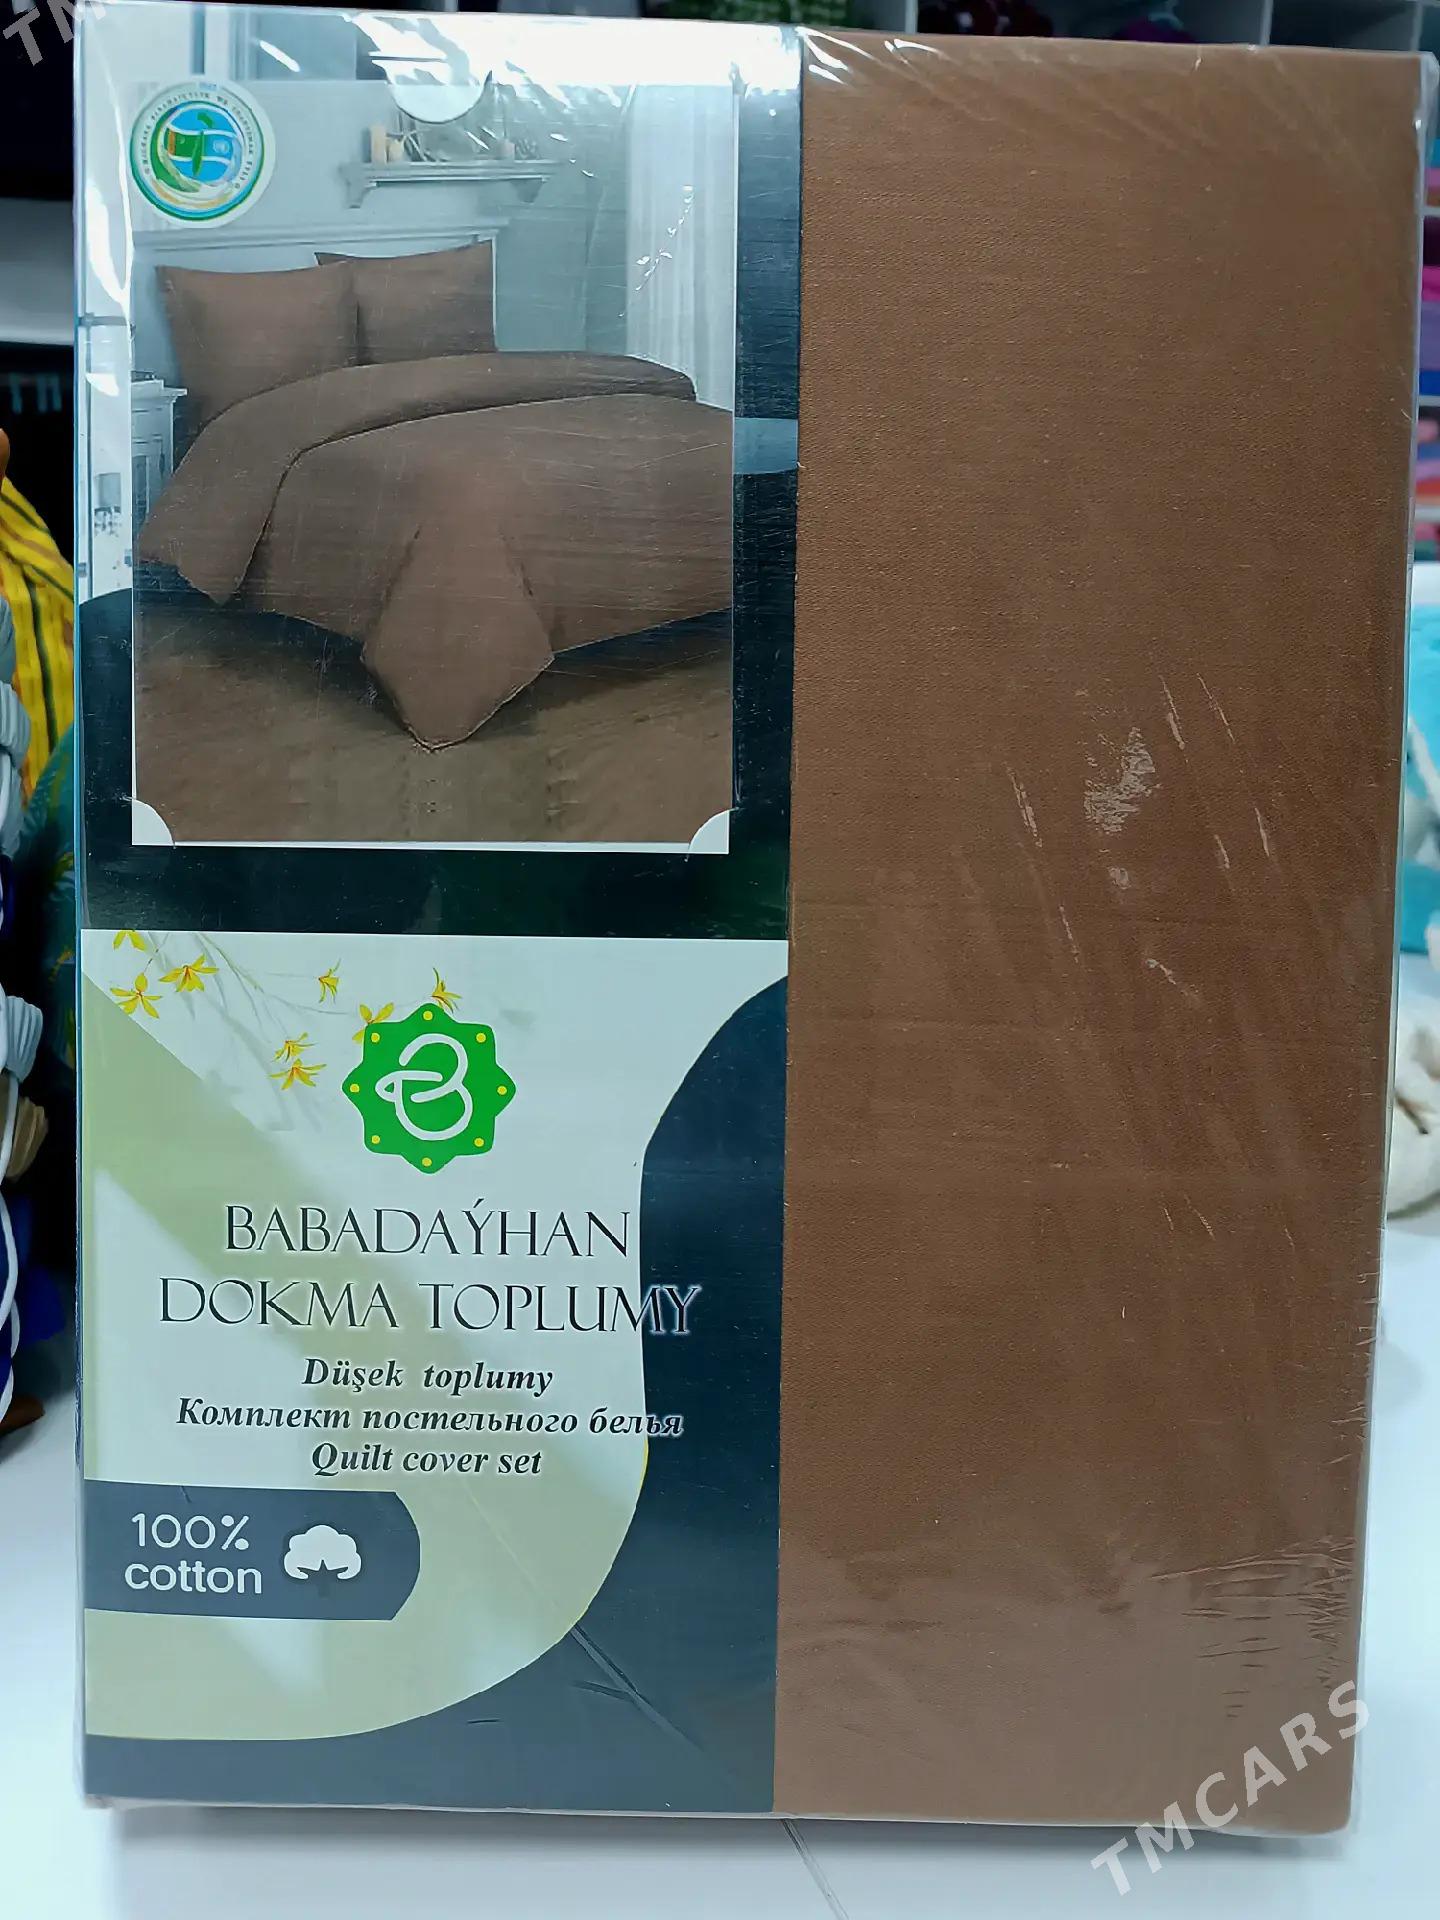 BABADAÝHAN
DOKMA TOPLUMY
Düşek toplumy
Комплект постельного белья
Quilt cover set
100%
cotton
TMCARS